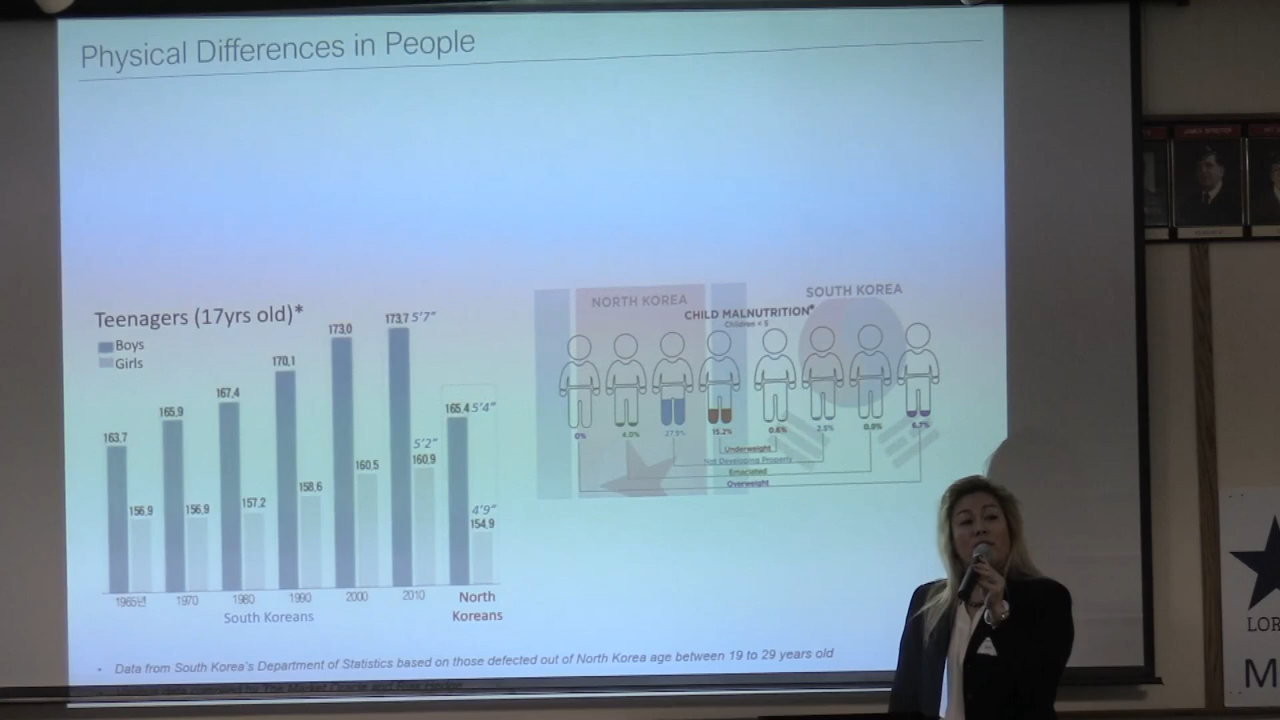 Physical Differences in People
Teenagers (17yrs old)*
Boys
Girls
163,7
156,9
165,9
156,9
167,4
157,2
170,1
158,6
173,0
160,5
173,7 5'7"
5'2"
160,9
165,4 5'4"
4'9"
154,9
1965년
1970
1980
1990
2000
2010
North
Koreans
South Koreans
NORTH KOREA
SOUTH KOREA
CHILD MALNUTRITION*
Children < 5
0%
4.0%
27.9%
15.2%
0.6%
2.5%
0.9%
6.7%
Underweight
Not Developing Property
Emaciated
Overweight
• Data from South Korea's Department of Statistics based on those defected out of North Korea age between 19 to 29 years old
LOR
M